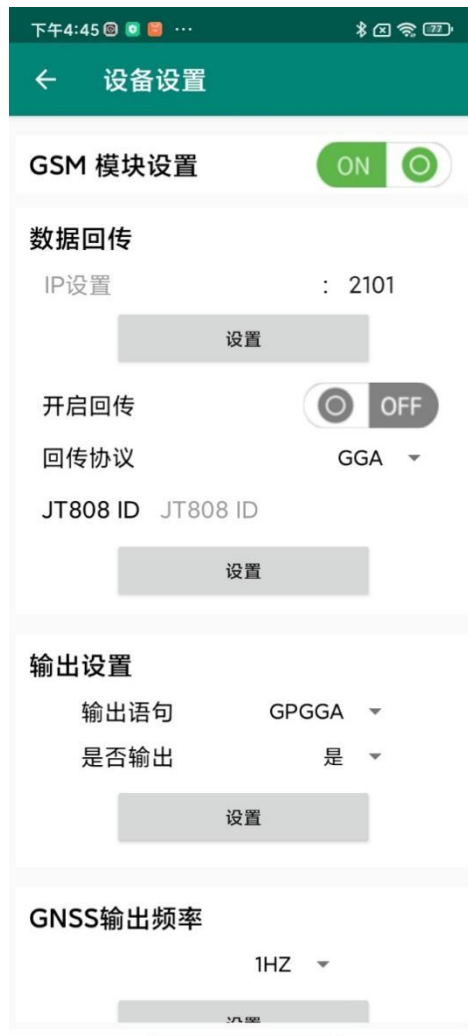 下午4:45 ... 77
设备设置
GSM 模块设置 ON
数据回传
IP设置 : 2101
设置
开启回传 OFF
回传协议 GGA
JT808 ID JT808 ID
设置
输出设置
输出语句 GPGGA
是否输出 是
设置
GNSS输出频率
1HZ
设置